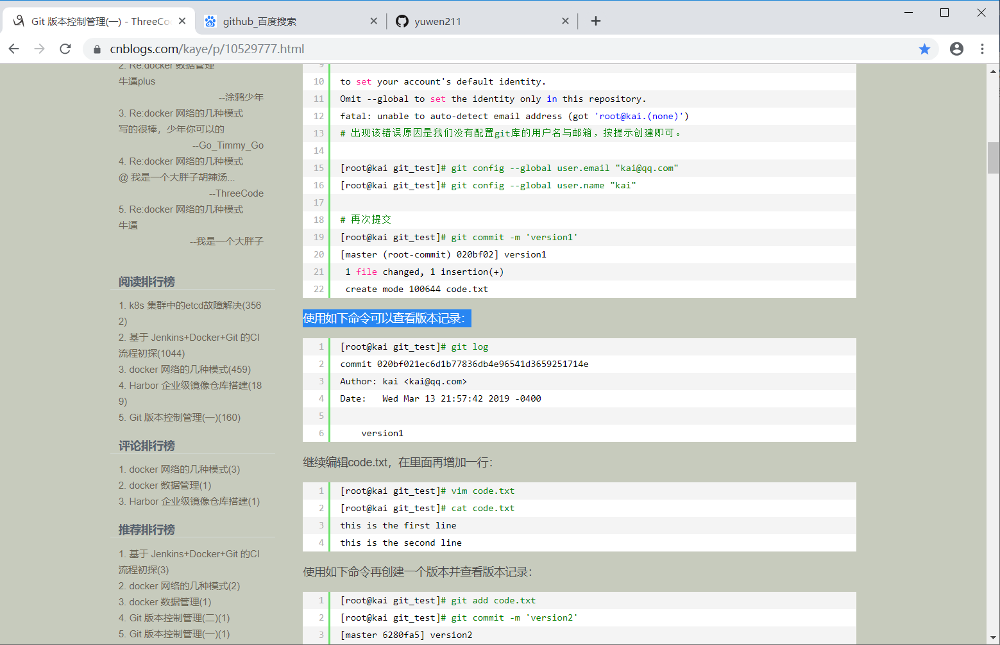 Git 版本控制管理(一) - ThreeCo
github_百度搜索
yuwen211
cnblogs.com/kaye/p/10529777.html
2. Re:docker 数据管理
牛逼plus
--涂鸦少年
3. Re:docker 网络的几种模式
写的很棒，少年你可以的
--Go_Timmy_Go
4. Re:docker 网络的几种模式
@ 我是一个大胖子胡辣汤...
--ThreeCode
5. Re:docker 网络的几种模式
牛逼
--我是一个大胖子
阅读排行榜
1. k8s 集群中的etcd故障解决(356
2)
2. 基于 Jenkins+Docker+Git 的CI
流程初探(1044)
3. docker 网络的几种模式(459)
4. Harbor 企业级镜像仓库搭建(18
9)
5. Git 版本控制管理(一)(160)
评论排行榜
1. docker 网络的几种模式(3)
2. docker 数据管理(1)
3. Harbor 企业级镜像仓库搭建(1)
推荐排行榜
1. 基于 Jenkins+Docker+Git 的CI
流程初探(3)
2. docker 网络的几种模式(2)
3. docker 数据管理(1)
4. Git 版本控制管理(二)(1)
5. Git 版本控制管理(一)(1)
9
10 to set your account's default identity.
11 Omit --global to set the identity only in this repository.
12 fatal: unable to auto-detect email address (got 'root@kai.(none)')
13 # 出现该错误原因是我们没有配置git库的用户名与邮箱，按提示创建即可。
14
15 [root@kai git_test]# git config --global user.email "kai@qq.com"
16 [root@kai git_test]# git config --global user.name "kai"
17
18 # 再次提交
19 [root@kai git_test]# git commit -m 'version1'
20 [master (root-commit) 020bf02] version1
21 1 file changed, 1 insertion(+)
22 create mode 100644 code.txt
使用如下命令可以查看版本记录：
1 [root@kai git_test]# git log
2 commit 020bf021ec6d1b77836db4e96541d3659251714e
3 Author: kai <kai@qq.com>
4 Date:   Wed Mar 13 21:57:42 2019 -0400
5
6 version1
继续编辑code.txt，在里面再增加一行：
1 [root@kai git_test]# vim code.txt
2 [root@kai git_test]# cat code.txt
3 this is the first line
4 this is the second line
使用如下命令再创建一个版本并查看版本记录：
1 [root@kai git_test]# git add code.txt
2 [root@kai git_test]# git commit -m 'version2'
3 [master 6280fa5] version2